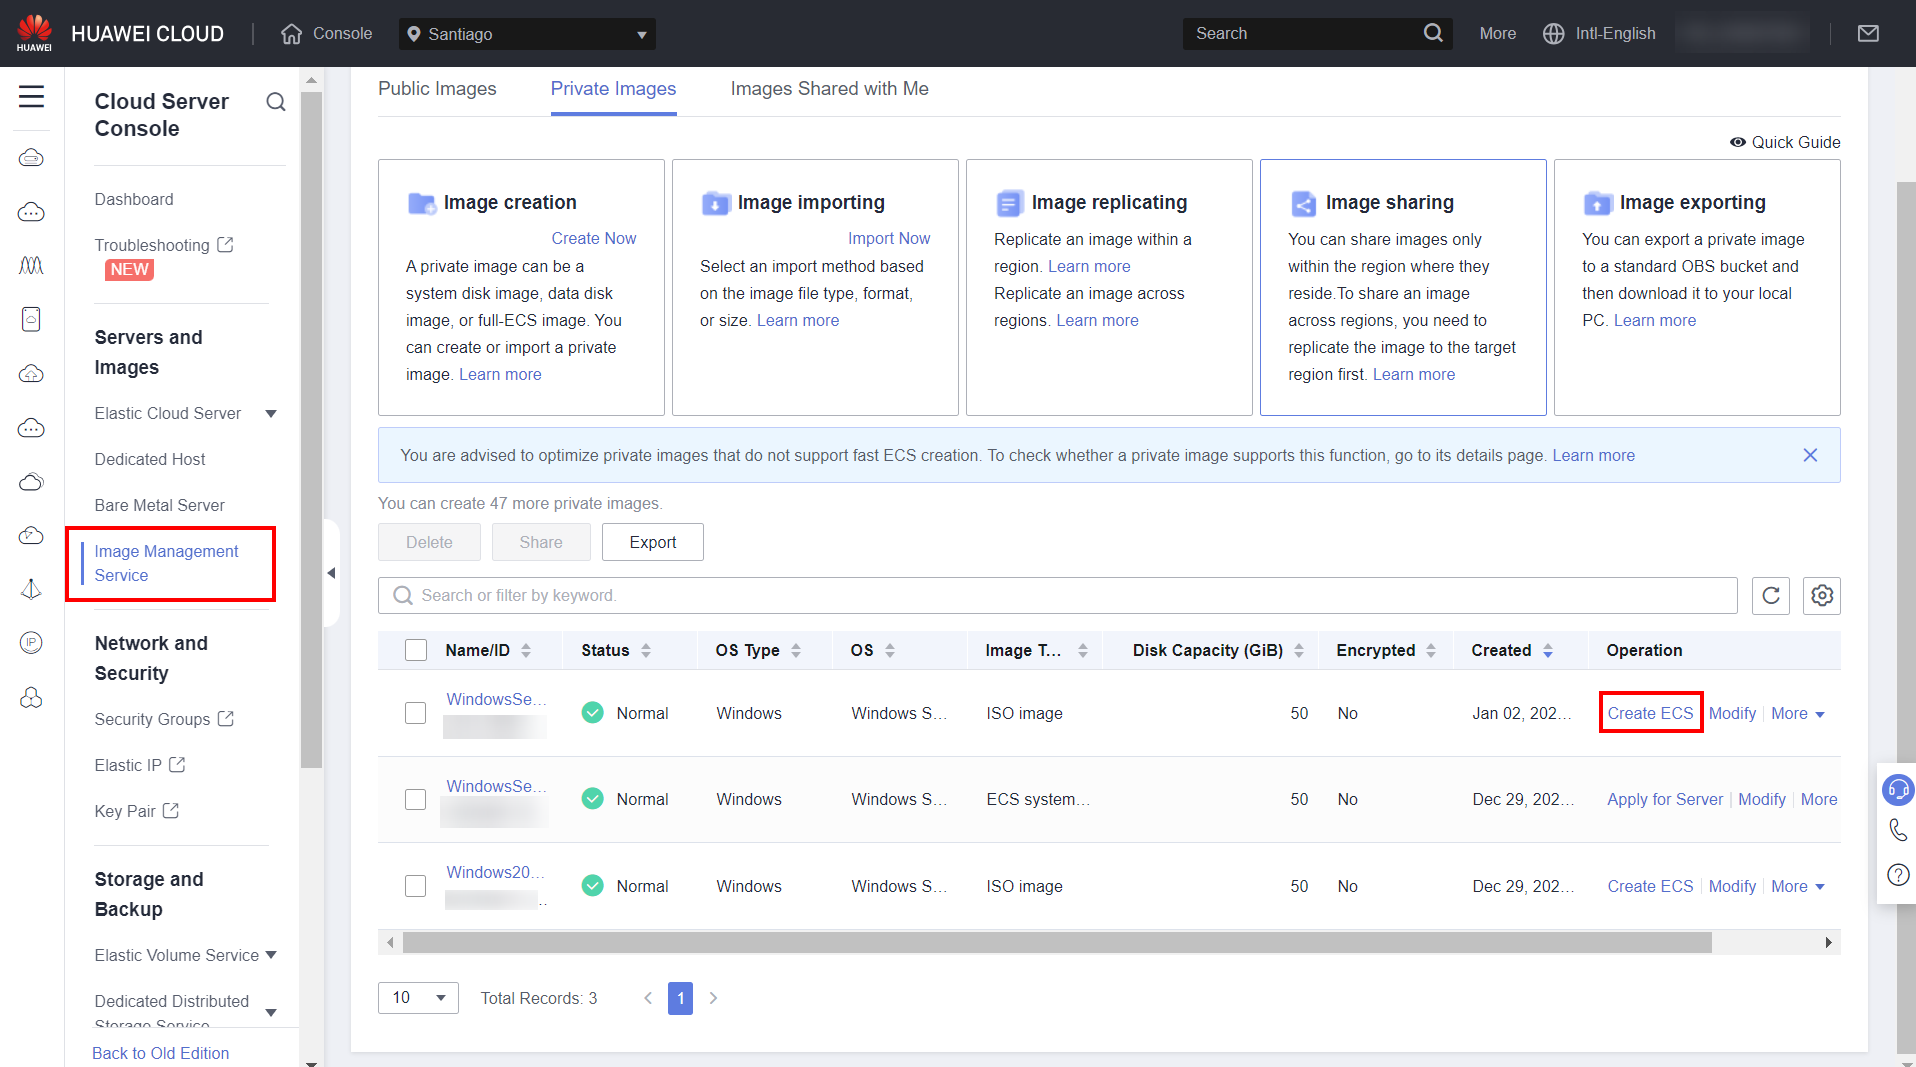 HUAWEI
HUAWEI CLOUD
Console
Santiago
Search
More
Intl-English
Cloud Server
Console
Dashboard
Troubleshooting
NEW
Servers and
Images
Elastic Cloud Server
Dedicated Host
Bare Metal Server
Image Management
Service
Network and
Security
Security Groups
Elastic IP
Key Pair
Storage and
Backup
Elastic Volume Service
Dedicated Distributed
Storage Service
Back to Old Edition
IP
Public Images
Private Images
Images Shared with Me
Quick Guide
Image creation
Create Now
A private image can be a
system disk image, data disk
image, or full-ECS image. You
can create or import a private
image. Learn more
Image importing
Import Now
Select an import method based
on the image file type, format,
or size. Learn more
Image replicating
Replicate an image within a
region. Learn more
Replicate an image across
regions. Learn more
Image sharing
You can share images only
within the region where they
reside.To share an image
across regions, you need to
replicate the image to the target
region first. Learn more
Image exporting
You can export a private image
to a standard OBS bucket and
then download it to your local
PC. Learn more
You are advised to optimize private images that do not support fast ECS creation. To check whether a private image supports this function, go to its details page. Learn more
You can create 47 more private images.
Delete Share Export
Search or filter by keyword.
Name/ID Status OS Type OS Image T... Disk Capacity (GiB) Encrypted Created Operation
WindowsSe... Normal Windows Windows S... ISO image 50 No Jan 02, 202... Create ECS Modify More
WindowsSe... Normal Windows Windows S... ECS system... 50 No Dec 29, 202... Apply for Server Modify More
Windows20... Normal Windows Windows S... ISO image 50 No Dec 29, 202... Create ECS Modify More
10 Total Records: 3 1